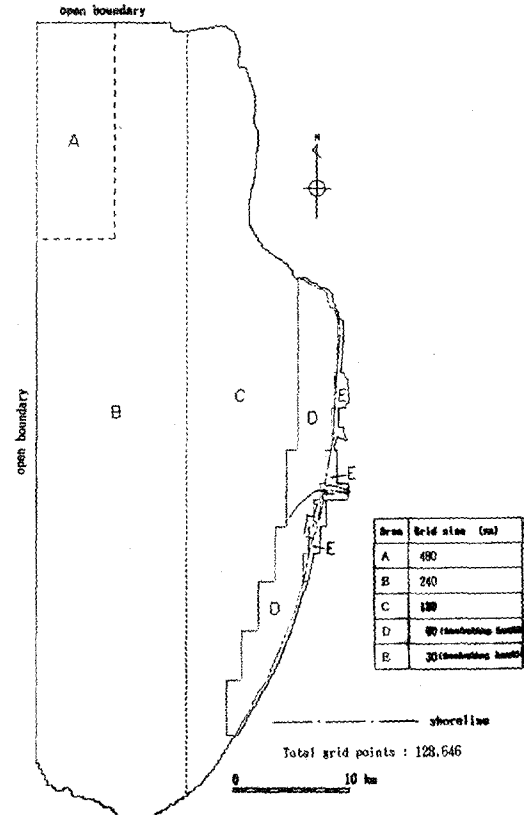 open boundary
A
N
open boundary
B
C
D
E
E
E
D
Area Grid size
A 480
B 240
C
D
E 30
shoreline
Total grid points : 128,646
0 10 km